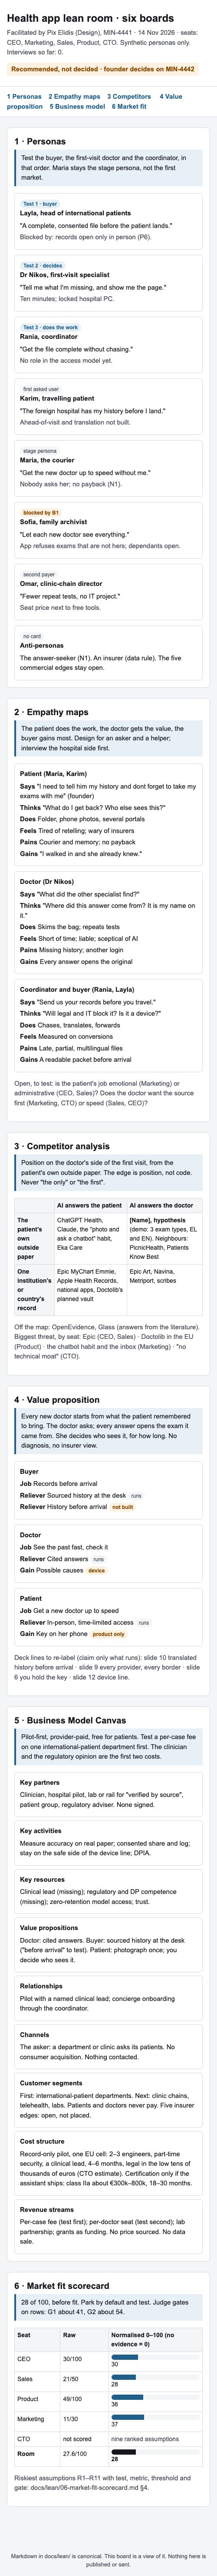 Health app lean room · six boards
Facilitated by Pix Elidis (Design), MIN-4441 · 14 Nov 2026 · seats:
CEO, Marketing, Sales, Product, CTO. Synthetic personas only.
Interviews so far: 0.
Recommended, not decided · founder decides on MIN-4442
1 Personas 2 Empathy maps 3 Competitors 4 Value
proposition 5 Business model 6 Market fit
1 · Personas
Test the buyer, the first-visit doctor and the coordinator, in
that order. Maria stays the stage persona, not the first
market.
Test 1 · buyer
Layla, head of international patients
"A complete, consented file before the patient lands."
Blocked by: records open only in person (P6).
Test 2 · decides
Dr Nikos, first-visit specialist
"Tell me what I'm missing, and show me the page."
Ten minutes; locked hospital PC.
Test 3 · does the work
Rania, coordinator
"Get the file complete without chasing."
No role in the access model yet.
first asked user
Karim, travelling patient
"The foreign hospital has my history before I land."
Ahead-of-visit and translation not built.
stage persona
Maria, the courier
"Get the new doctor up to speed without me."
Nobody asks her; no payback (N1).
blocked by B1
Sofia, family archivist
"Let each new doctor see everything."
App refuses exams that are not hers; dependants open.
second payer
Omar, clinic-chain director
"Fewer repeat tests, no IT project."
Seat price next to free tools.
no card
Anti-personas
The answer-seeker (N1). An insurer (data rule). The five
commercial edges stay open.
2 · Empathy maps
The patient does the work, the doctor gets the value, the
buyer gains most. Design for an asker and a helper;
interview the hospital side first.
Patient (Maria, Karim)
Says "I need to tell him my history and dont forget to take my
exams with me" (founder)
Thinks "What do I get back? Who else sees this?"
Does Folder, phone photos, several portals
Feels Tired of retelling; wary of insurers
Pains Courier and memory; no payback
Gains "I walked in and she already knew."
Doctor (Dr Nikos)
Says "What did the other specialist find?"
Thinks "Where did this answer come from? It is my name on
it."
Does Skims the bag; repeats tests
Feels Short of time; liable; sceptical of AI
Pains Missing history; another login
Gains Every answer opens the original
Coordinator and buyer (Rania, Layla)
Says "Send us your records before you travel."
Thinks "Will legal and IT block it? Is it a device?"
Does Chases, translates, forwards
Feels Measured on conversions
Pains Late, partial, multilingual files
Gains A readable packet before arrival
Open, to test: is the patient's job emotional (Marketing) or
administrative (CEO, Sales)? Does the doctor want the source
first (Marketing, CTO) or speed (Sales, CEO)?
3 · Competitor analysis
Position on the doctor's side of the first visit, from the
patient's own outside paper. The edge is position, not code.
Never "the only" or "the first".
AI answers the patient AI answers the doctor
The patient's own outside paper
ChatGPT Health, Claude, the "photo and ask a chatbot" habit, Eka Care
[Name], hypothesis (demo: 3 exam types, EL and EN). Neighbours: PicnicHealth, Patients Know Best
One institution's or country's record
Epic MyChart Emmie, Apple Health Records, national apps, Doctolib's planned vault
Epic Art, Navina, Metriport, scribes
Off the map: OpenEvidence, Glass (answers from the literature).
Biggest threat, by seat: Epic (CEO, Sales) · Doctolib in the EU
(Product) · the chatbot habit and the inbox (Marketing) · "no
technical moat" (CTO).
4 · Value proposition
Every new doctor starts from what the patient remembered
to bring. The doctor asks; every answer opens the exam it
came from. She decides who sees it, for how long. No
diagnosis, no insurer view.
Buyer
Job Records before arrival
Reliever Sourced history at the desk runs
Reliever History before arrival not built
Doctor
Job See the past fast, check it
Reliever Cited answers runs
Gain Possible causes device
Patient
Job Get a new doctor up to speed
Reliever In-person, time-limited access runs
Gain Key on her phone product only
Deck lines to re-label (claim only what runs): slide 10 translated
history before arrival · slide 9 every provider, every border · slide
6 you hold the key · slide 12 device line.
5 · Business Model Canvas
Pilot-first, provider-paid, free for patients. Test a per-case fee
on one international-patient department first. The clinician
and the regulatory opinion are the first two costs.
Key partners
Clinician, hospital pilot, lab or rail for "verified by source",
patient group, regulatory adviser. None signed.
Key activities
Measure accuracy on real paper; consented share and log;
stay on the safe side of the device line; DPIA.
Key resources
Clinical lead (missing); regulatory and DP competence
(missing); zero-retention model access; trust.
Value propositions
Doctor: cited answers. Buyer: sourced history at the desk
("before arrival" to test). Patient: photograph once; you
decide who sees it.
Relationships
Pilot with a named clinical lead; concierge onboarding
through the coordinator.
Channels
The asker: a department or clinic asks its patients. No
consumer acquisition. Nothing contacted.
Customer segments
First: international-patient departments. Next: clinic chains,
telehealth, labs. Patients and doctors never pay. Five insurer
edges: open, not placed.
Cost structure
Record-only pilot, one EU cell: 2–3 engineers, part-time
security, a clinical lead, 4–6 months, legal in the low tens of
thousands of euros (CTO estimate). Certification only if the
assistant ships: class IIa about €300k–800k, 18–30 months.
Revenue streams
Per-case fee (test first); per-doctor seat (test second); lab
partnership; grants as funding. No price sourced. No data
sale.
6 · Market fit scorecard
28 of 100, before fit. Park by default and test. Judge gates
on rows: G1 about 41, G2 about 54.
Seat Raw Normalised 0–100 (no evidence = 0)
CEO 30/100 30
Sales 21/50 28
Product 49/100 36
Marketing 11/30 37
CTO not scored nine ranked assumptions
Room 27.6/100 28
Riskiest assumptions R1–R11 with test, metric, threshold and
gate: docs/lean/06-market-fit-scorecard.md §4.
Markdown in docs/lean/ is canonical. This board is a view of it. Nothing here is
published or sent.